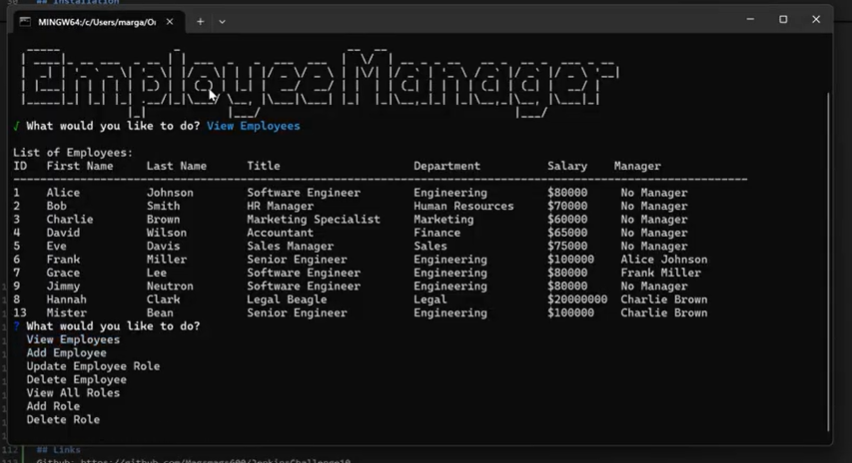 ## Installation
MINGW64:/c/Users/marga/On
Employee Manager
√ What would you like to do? View Employees
List of Employees:
ID First Name Last Name Title Department Salary Manager
1 Alice Johnson Software Engineer Engineering $80000 No Manager
2 Bob Smith HR Manager Human Resources $70000 No Manager
3 Charlie Brown Marketing Specialist Marketing $60000 No Manager
4 David Wilson Accountant Finance $65000 No Manager
5 Eve Davis Sales Manager Sales $75000 No Manager
6 Frank Miller Senior Engineer Engineering $100000 Alice Johnson
7 Grace Lee Software Engineer Engineering $80000 Frank Miller
9 Jimmy Neutron Software Engineer Engineering $80000 No Manager
8 Hannah Clark Legal Beagle Legal $20000000 Charlie Brown
13 Mister Bean Senior Engineer Engineering $100000 Charlie Brown
? What would you like to do?
View Employees
Add Employee
Update Employee Role
Delete Employee
View All Roles
Add Role
Delete Role
112 ## Links